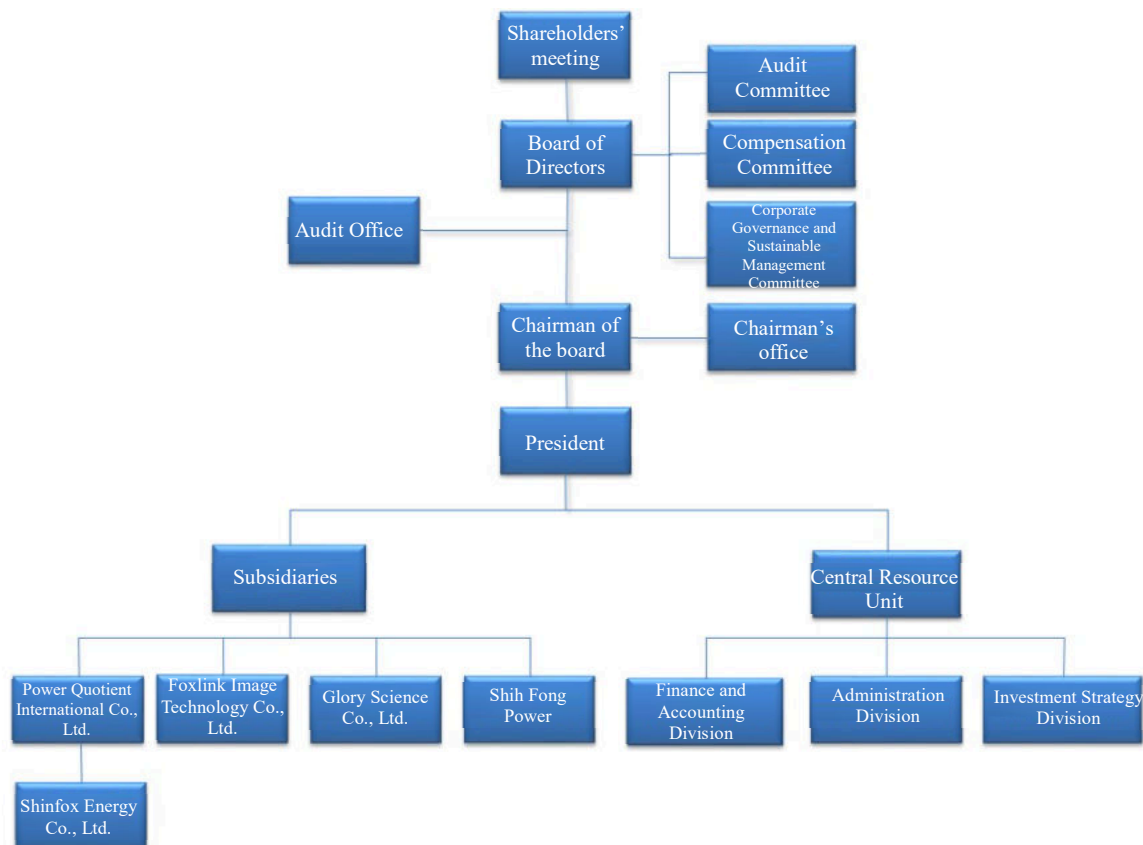 Shareholders’
meeting
Audit
Committee
Board of
Directors
Compensation
Committee
Audit Office
Corporate
Governance and
Sustainable
Management
Committee
Chairman of
the board
Chairman’s
office
President
Subsidiaries
Central Resource
Unit
Power Quotient
International Co.,
Ltd.
Foxlink Image
Technology Co.,
Ltd.
Glory Science
Co., Ltd.
Shih Fong
Power
Finance and
Accounting
Division
Administration
Division
Investment Strategy
Division
Shinfox Energy
Co., Ltd.